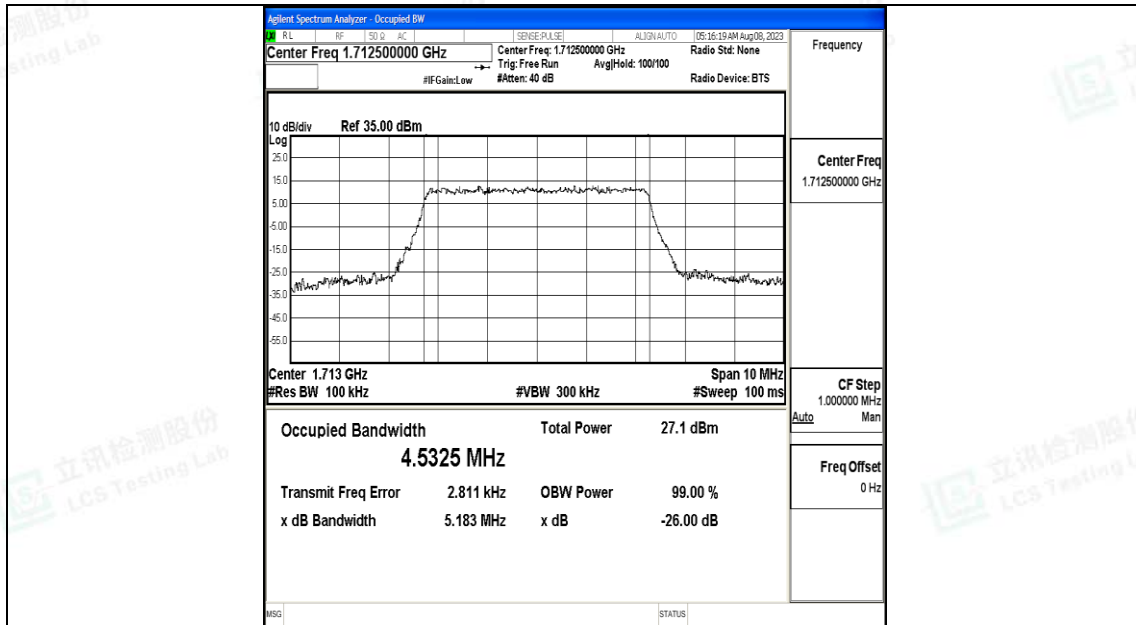 Agilent Spectrum Analyzer - Occupied BW
LXI RL RF 50 Ω AC SENSE:PULSE ALIGN AUTO 05:16:19 AM Aug 08, 2023
Center Freq 1.712500000 GHz
Center Freq: 1.712500000 GHz
Radio Std: None
Trig: Free Run
Avg|Hold: 100/100
#IFGain:Low
#Atten: 40 dB
Radio Device: BTS
10 dB/div
Ref 35.00 dBm
Log
25.0
15.0
5.00
-5.00
-15.0
-25.0
-35.0
-45.0
-55.0
Center 1.713 GHz
Span 10 MHz
#Res BW 100 kHz
#VBW 300 kHz
#Sweep 100 ms
Occupied Bandwidth
Total Power 27.1 dBm
4.5325 MHz
Transmit Freq Error 2.811 kHz
OBW Power 99.00 %
x dB Bandwidth 5.183 MHz
x dB -26.00 dB
MSG
STATUS
Frequency
Center Freq
1.712500000 GHz
CF Step
1.000000 MHz
Auto Man
Freq Offset
0 Hz
立讯检测股份
LCS Testing Lab
立讯检测股份